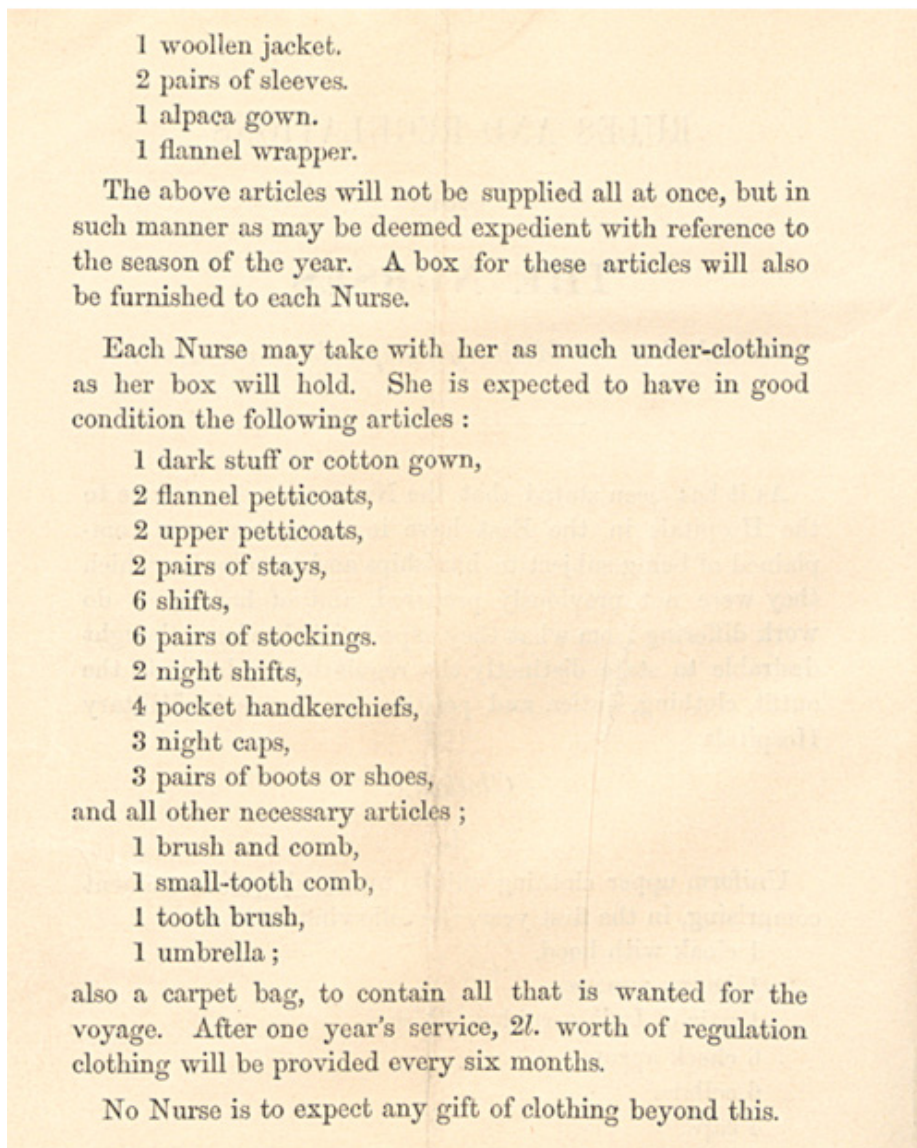 1 woollen jacket.
2 pairs of sleeves.
1 alpaca gown.
1 flannel wrapper.
The above articles will not be supplied all at once, but in
such manner as may be deemed expedient with reference to
the season of the year. A box for these articles will also
be furnished to each Nurse.
Each Nurse may take with her as much under-clothing
as her box will hold. She is expected to have in good
condition the following articles :
1 dark stuff or cotton gown,
2 flannel petticoats,
2 upper petticoats,
2 pairs of stays,
6 shifts,
6 pairs of stockings.
2 night shifts,
4 pocket handkerchiefs,
3 night caps,
3 pairs of boots or shoes,
and all other necessary articles ;
1 brush and comb,
1 small-tooth comb,
1 tooth brush,
1 umbrella ;
also a carpet bag, to contain all that is wanted for the
voyage. After one year's service, 2l. worth of regulation
clothing will be provided every six months.
No Nurse is to expect any gift of clothing beyond this.